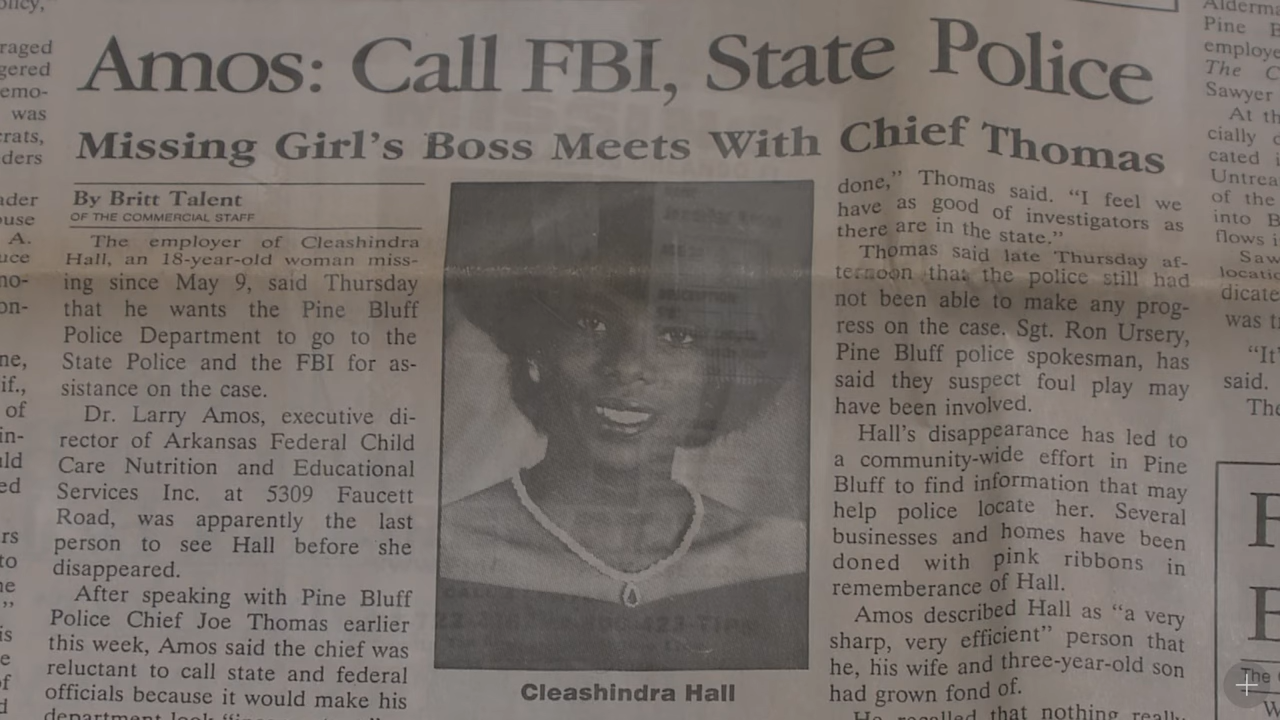 Amos: Call FBI, State Police
Missing Girl's Boss Meets With Chief Thomas
By Britt Talent
OF THE COMMERCIAL STAFF
The employer of Cleashindra
Hall, an 18-year-old woman miss-
ing since May 9, said Thursday
that he wants the Pine Bluff
Police Department to go to the
State Police and the FBI for as-
sistance on the case.
Dr. Larry Amos, executive di-
rector of Arkansas Federal Child
Care Nutrition and Educational
Services Inc. at 5309 Faucett
Road, was apparently the last
person to see Hall before she
disappeared.
After speaking with Pine Bluff
Police Chief Joe Thomas earlier
this week, Amos said the chief was
reluctant to call state and federal
officials because it would make his
department look
Cleashindra Hall
done," Thomas said. "I feel we
have as good of investigators as
there are in the state."
Thomas said late Thursday af-
ternoon that the police still had
not been able to make any prog-
ress on the case. Sgt. Ron Ursery,
Pine Bluff police spokesman, has
said they suspect foul play may
have been involved.
Hall's disappearance has led to
a community-wide effort in Pine
Bluff to find information that may
help police locate her. Several
businesses and homes have been
doned with pink ribbons in
rememberance of Hall.
Amos described Hall as "a very
sharp, very efficient" person that
he, his wife and three-year-old son
had grown fond of.
He recalled that nothing really